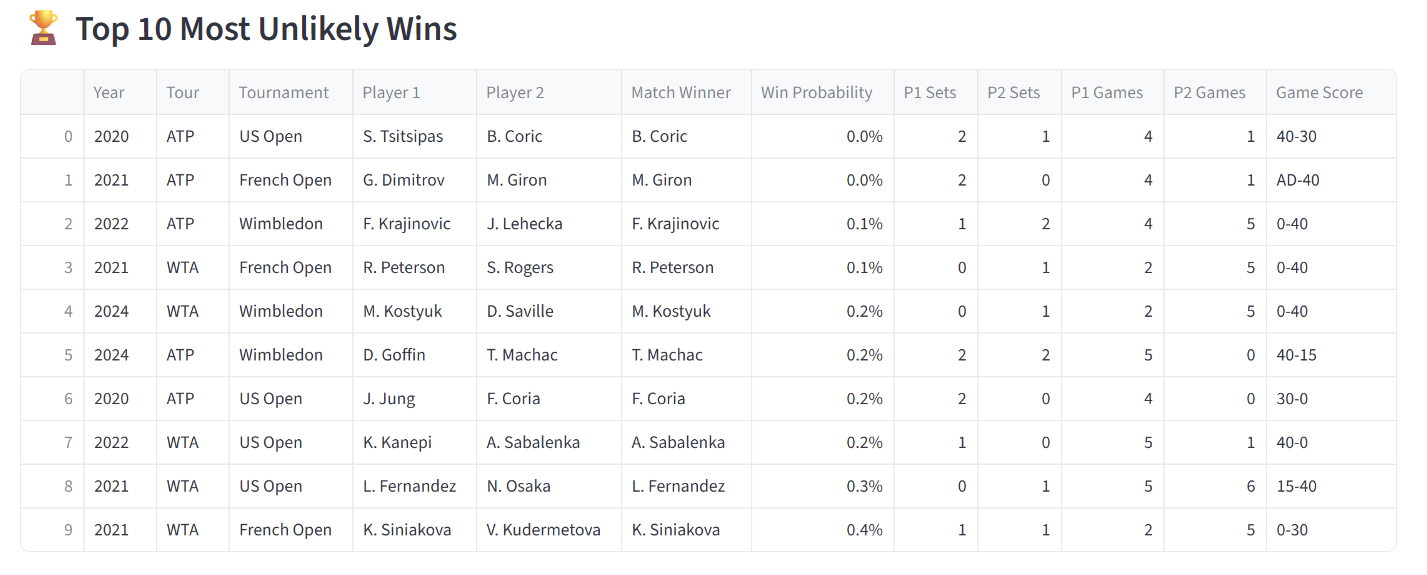 🏆 Top 10 Most Unlikely Wins
Year Tour Tournament Player 1 Player 2 Match Winner Win Probability P1 Sets P2 Sets P1 Games P2 Games Game Score
0 2020 ATP US Open S. Tsitsipas B. Coric B. Coric 0.0% 2 1 4 1 40-30
1 2021 ATP French Open G. Dimitrov M. Giron M. Giron 0.0% 2 0 4 1 AD-40
2 2022 ATP Wimbledon F. Krajinovic J. Lehecka F. Krajinovic 0.1% 1 2 4 5 0-40
3 2021 WTA French Open R. Peterson S. Rogers R. Peterson 0.1% 0 1 2 5 0-40
4 2024 WTA Wimbledon M. Kostyuk D. Saville M. Kostyuk 0.2% 0 1 2 5 0-40
5 2024 ATP Wimbledon D. Goffin T. Machac T. Machac 0.2% 2 2 5 0 40-15
6 2020 ATP US Open J. Jung F. Coria F. Coria 0.2% 2 0 4 0 30-0
7 2022 WTA US Open K. Kanepi A. Sabalenka A. Sabalenka 0.2% 1 0 5 1 40-0
8 2021 WTA US Open L. Fernandez N. Osaka L. Fernandez 0.3% 0 1 5 6 15-40
9 2021 WTA French Open K. Siniakova V. Kudermetova K. Siniakova 0.4% 1 1 2 5 0-30